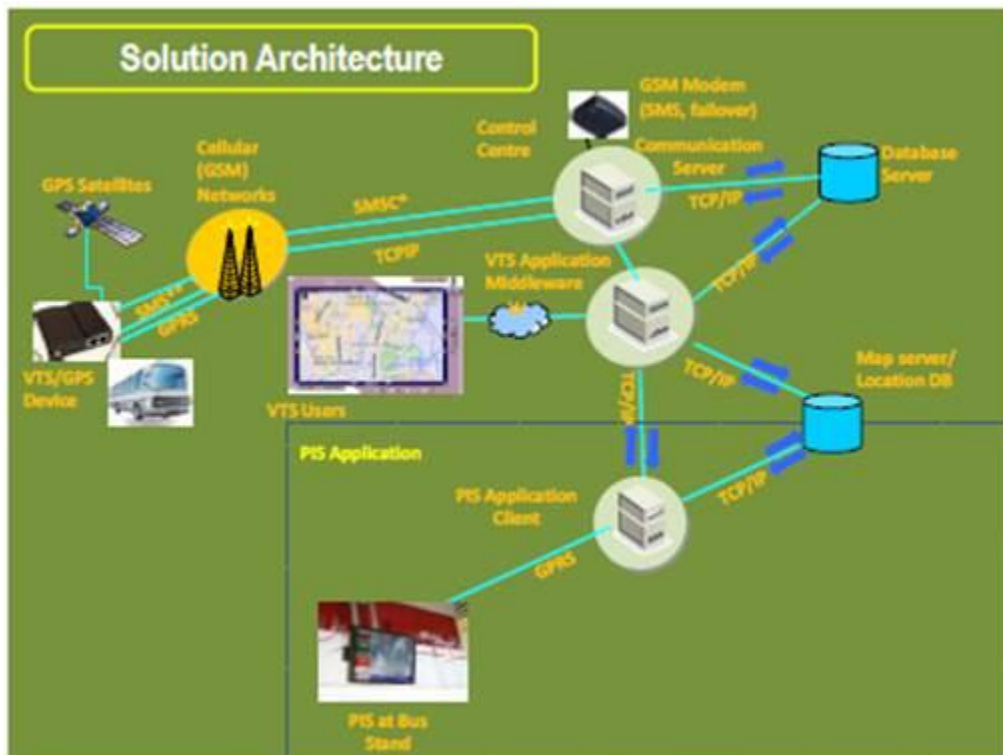 Solution Architecture
GSM Modem
(SMS, failover)
Control
Centre
Communication
Server
Database
Server
Cellular
(GSM)
Networks
GPS Satellites
SMSC*
TCPIP
TCP/IP
TCP/IP
VTS Application
Middleware
SMS**
GPRS
VTS/GPS
Device
VTS Users
TCP/IP
TCP/IP
Map server/
Location DB
PIS Application
PIS Application
Client
TCP/IP
GPRS
PIS at Bus
Stand